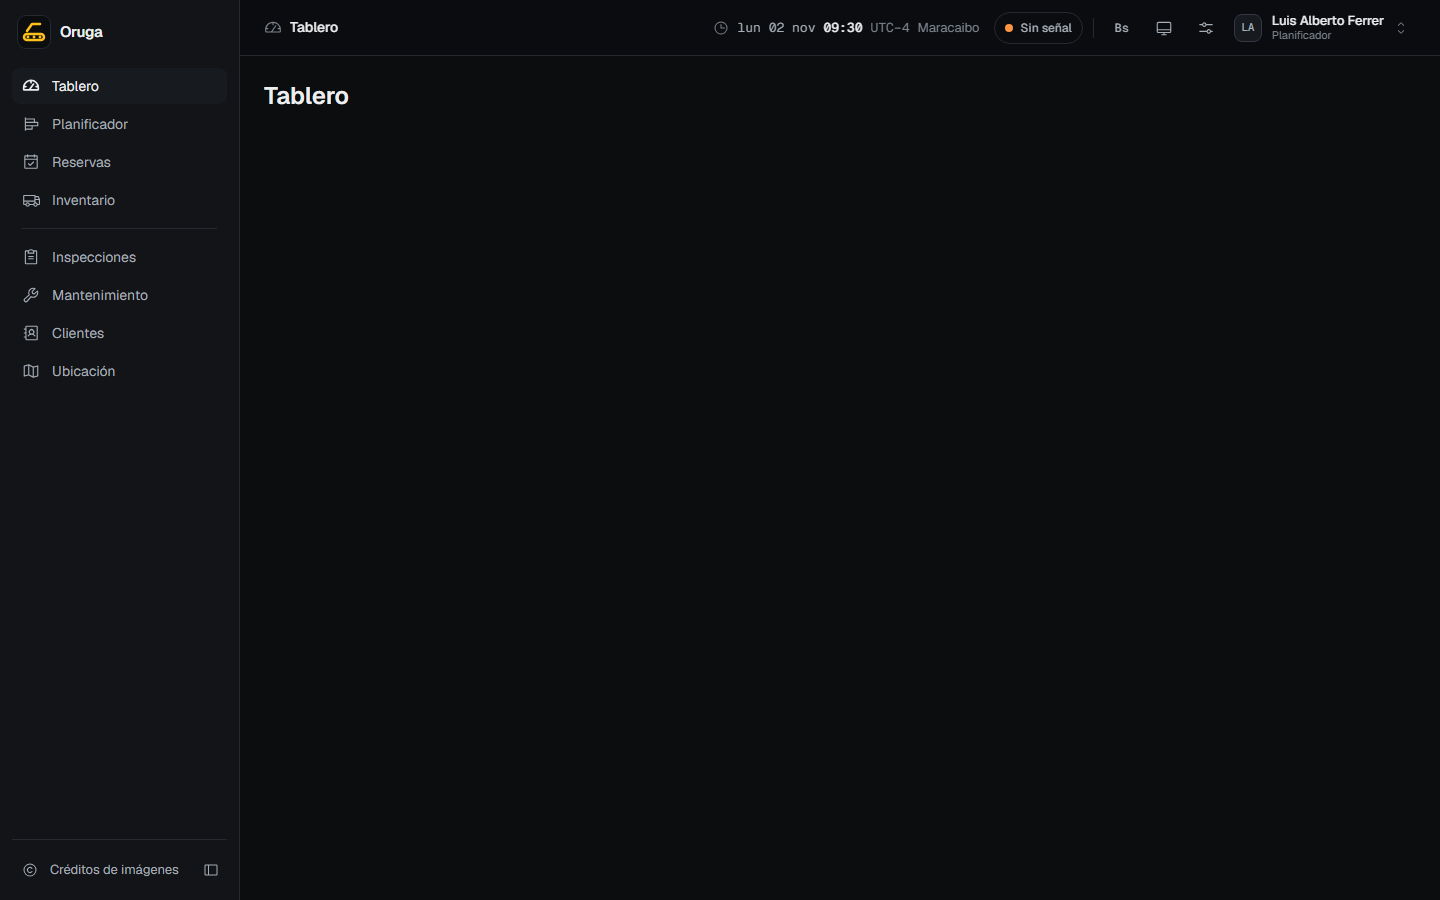 Oruga
Tablero
Planificador
Reservas
Inventario
Inspecciones
Mantenimiento
Clientes
Ubicación
Créditos de imágenes
Tablero
lun 02 nov 09:30 UTC−4 Maracaibo
Sin señal
Bs
LA
Luis Alberto Ferrer
Planificador
Tablero